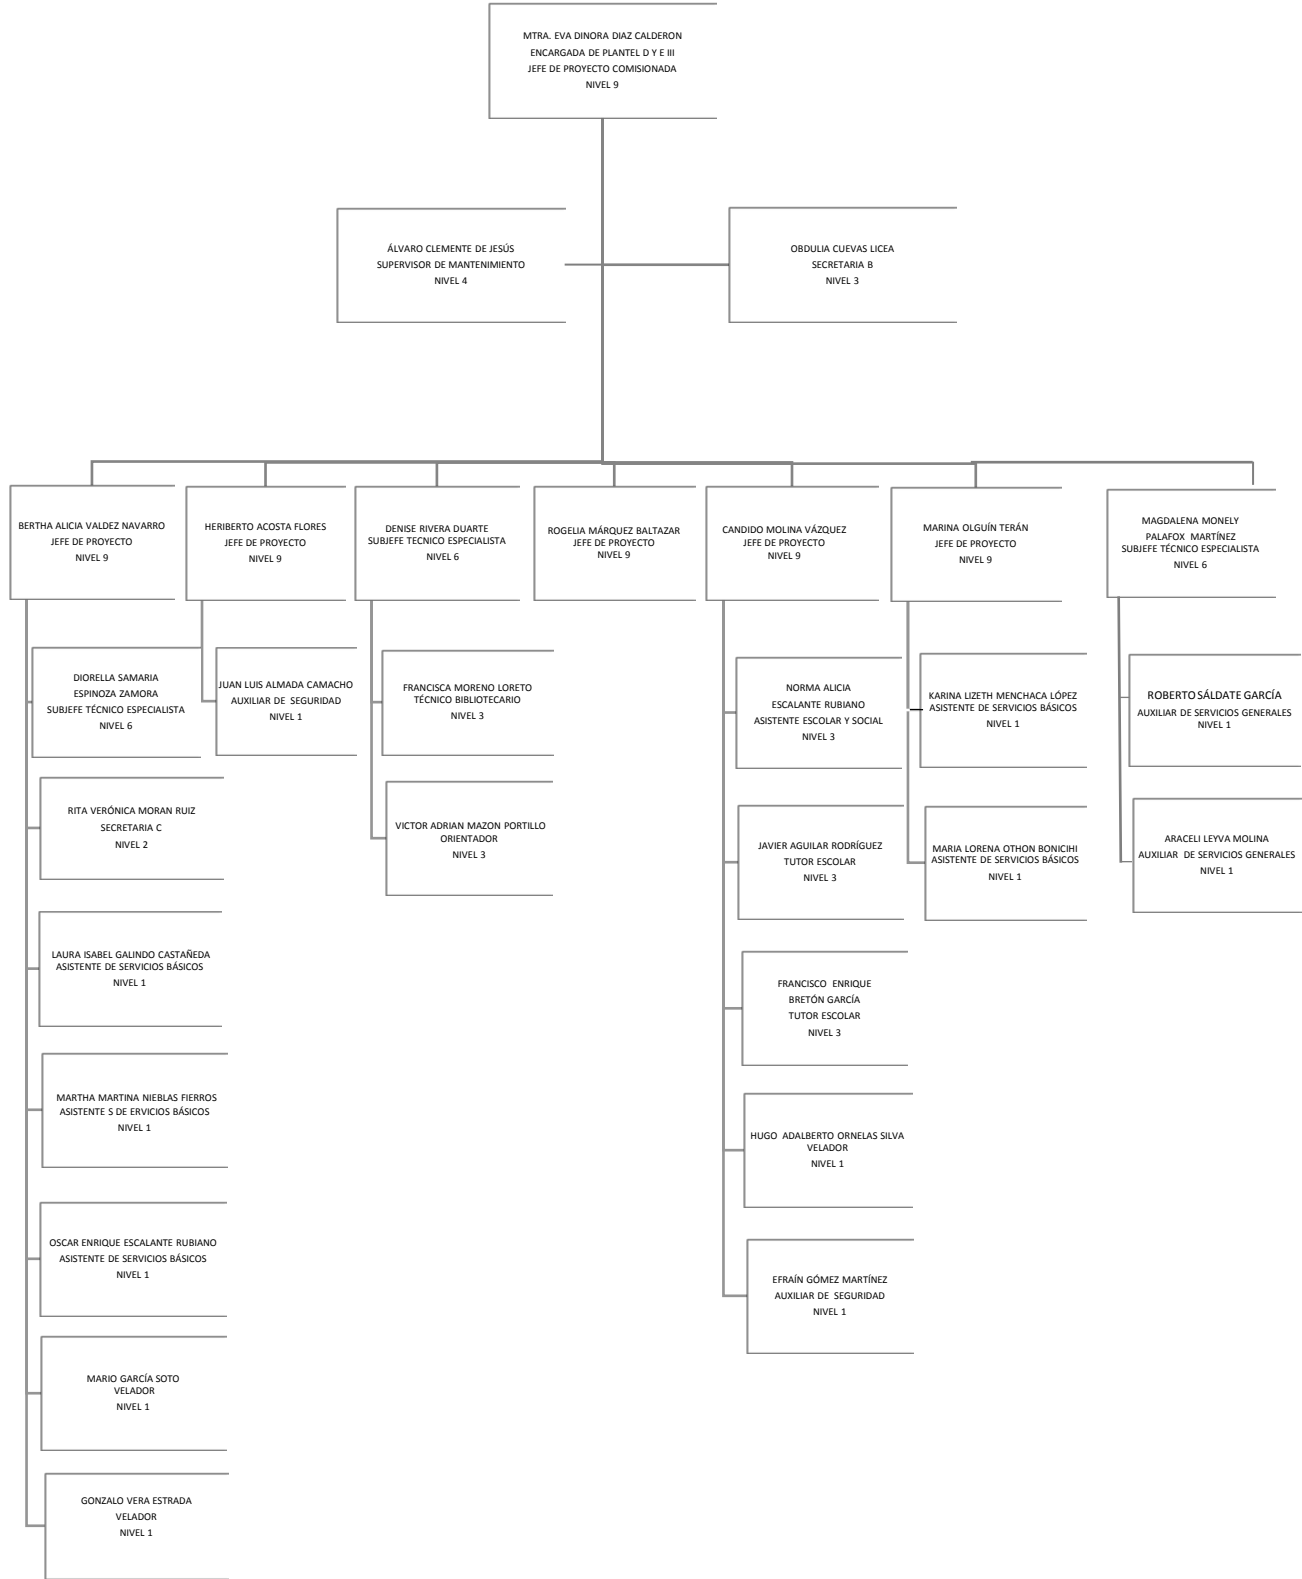 MTRA. EVA DINORA DIAZ CALDERON
ENCARGADA DE PLANTEL D Y E III
JEFE DE PROYECTO COMISIONADA
NIVEL 9
ÁLVARO CLEMENTE DE JESÚS
SUPERVISOR DE MANTENIMIENTO
NIVEL 4
OBDULIA CUEVAS LICEA
SECRETARIA B
NIVEL 3
BERTHA ALICIA VALDEZ NAVARRO
JEFE DE PROYECTO
NIVEL 9
HERIBERTO ACOSTA FLORES
JEFE DE PROYECTO
NIVEL 9
DENISE RIVERA DUARTE
SUBJEFE TECNICO ESPECIALISTA
NIVEL 6
ROGELIA MÁRQUEZ BALTAZAR
JEFE DE PROYECTO
NIVEL 9
CANDIDO MOLINA VÁZQUEZ
JEFE DE PROYECTO
NIVEL 9
MARINA OLGUÍN TERÁN
JEFE DE PROYECTO
NIVEL 9
MAGDALENA MONELY
PALAFOX MARTÍNEZ
SUBJEFE TÉCNICO ESPECIALISTA
NIVEL 6
DIORELLA SAMARIA
ESPINOZA ZAMORA
SUBJEFE TÉCNICO ESPECIALISTA
NIVEL 6
JUAN LUIS ALMADA CAMACHO
AUXILIAR DE SEGURIDAD
NIVEL 1
FRANCISCA MORENO LORETO
TÉCNICO BIBLIOTECARIO
NIVEL 3
NORMA ALICIA
ESCALANTE RUBIANO
ASISTENTE ESCOLAR Y SOCIAL
NIVEL 3
KARINA LIZETH MENCHACA LÓPEZ
ASISTENTE DE SERVICIOS BÁSICOS
NIVEL 1
ROBERTO SÁLDATE GARCÍA
AUXILIAR DE SERVICIOS GENERALES
NIVEL 1
RITA VERÓNICA MORAN RUIZ
SECRETARIA C
NIVEL 2
VICTOR ADRIAN MAZON PORTILLO
ORIENTADOR
NIVEL 3
JAVIER AGUILAR RODRÍGUEZ
TUTOR ESCOLAR
NIVEL 3
MARIA LORENA OTHON BONICIHI
ASISTENTE DE SERVICIOS BÁSICOS
NIVEL 1
ARACELI LEYVA MOLINA
AUXILIAR DE SERVICIOS GENERALES
NIVEL 1
LAURA ISABEL GALINDO CASTAÑEDA
ASISTENTE DE SERVICIOS BÁSICOS
NIVEL 1
FRANCISCO ENRIQUE
BRETÓN GARCÍA
TUTOR ESCOLAR
NIVEL 3
MARTHA MARTINA NIEBLAS FIERROS
ASISTENTE S DE ERVICIOS BÁSICOS
NIVEL 1
HUGO ADALBERTO ORNELAS SILVA
VELADOR
NIVEL 1
OSCAR ENRIQUE ESCALANTE RUBIANO
ASISTENTE DE SERVICIOS BÁSICOS
NIVEL 1
EFRAÍN GÓMEZ MARTÍNEZ
AUXILIAR DE SEGURIDAD
NIVEL 1
MARIO GARCÍA SOTO
VELADOR
NIVEL 1
GONZALO VERA ESTRADA
VELADOR
NIVEL 1